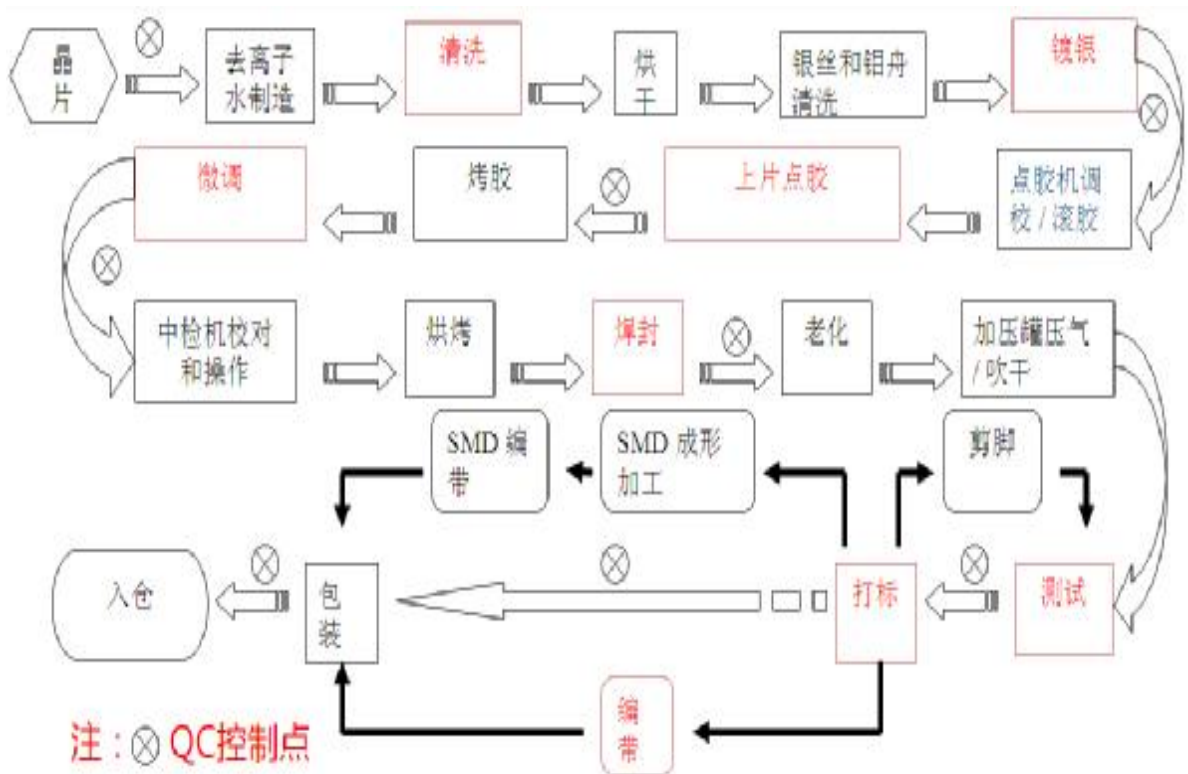 晶
片
去离子
水制造
清洗
烘
干
银丝和钼舟
清洗
镀银
点胶机调
校 / 滚胶
上片点胶
烤胶
微调
中检机校对
和操作
烘烤
焊封
老化
加压罐压气
/ 吹干
SMD 编
带
SMD 成形
加工
剪脚
入仓
包
装
打标
测试
编
带
注：⊗ QC控制点